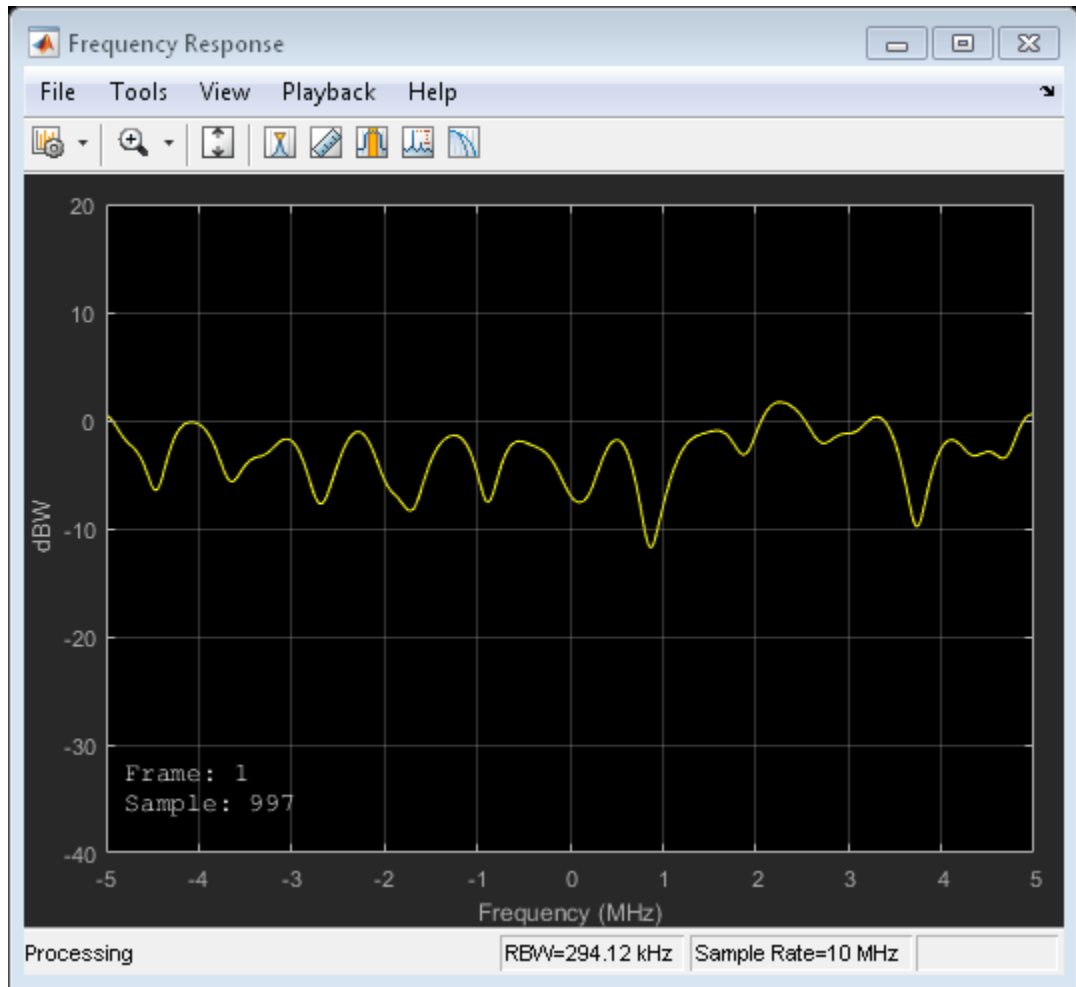 Frequency Response
File Tools View Playback Help
20
10
0
-10
-20
-30
-40
dBW
Frame: 1
Sample: 997
-5 -4 -3 -2 -1 0 1 2 3 4 5
Frequency (MHz)
Processing RBW=294.12 kHz Sample Rate=10 MHz